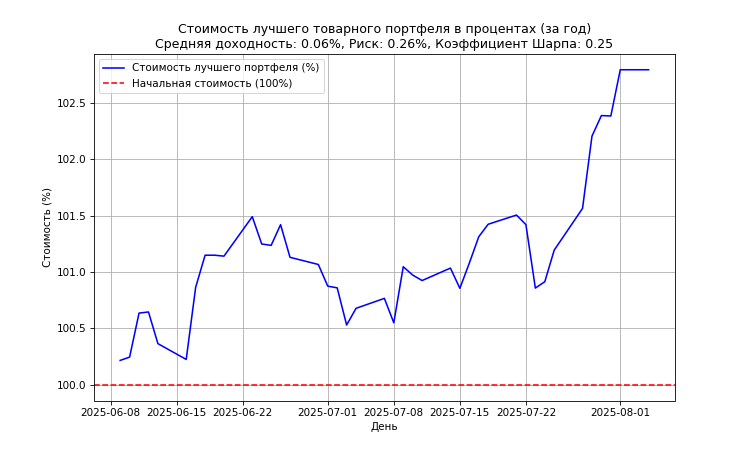 Стоимость лучшего товарного портфеля в процентах (за год)
Средняя доходность: 0.06%, Риск: 0.26%, Коэффициент Шарпа: 0.25
Стоимость лучшего портфеля (%)
Начальная стоимость (100%)
Стоимость (%)
102.5
102.0
101.5
101.0
100.5
100.0
2025-06-08
2025-06-15
2025-06-22
2025-07-01
2025-07-08
2025-07-15
2025-07-22
2025-08-01
День